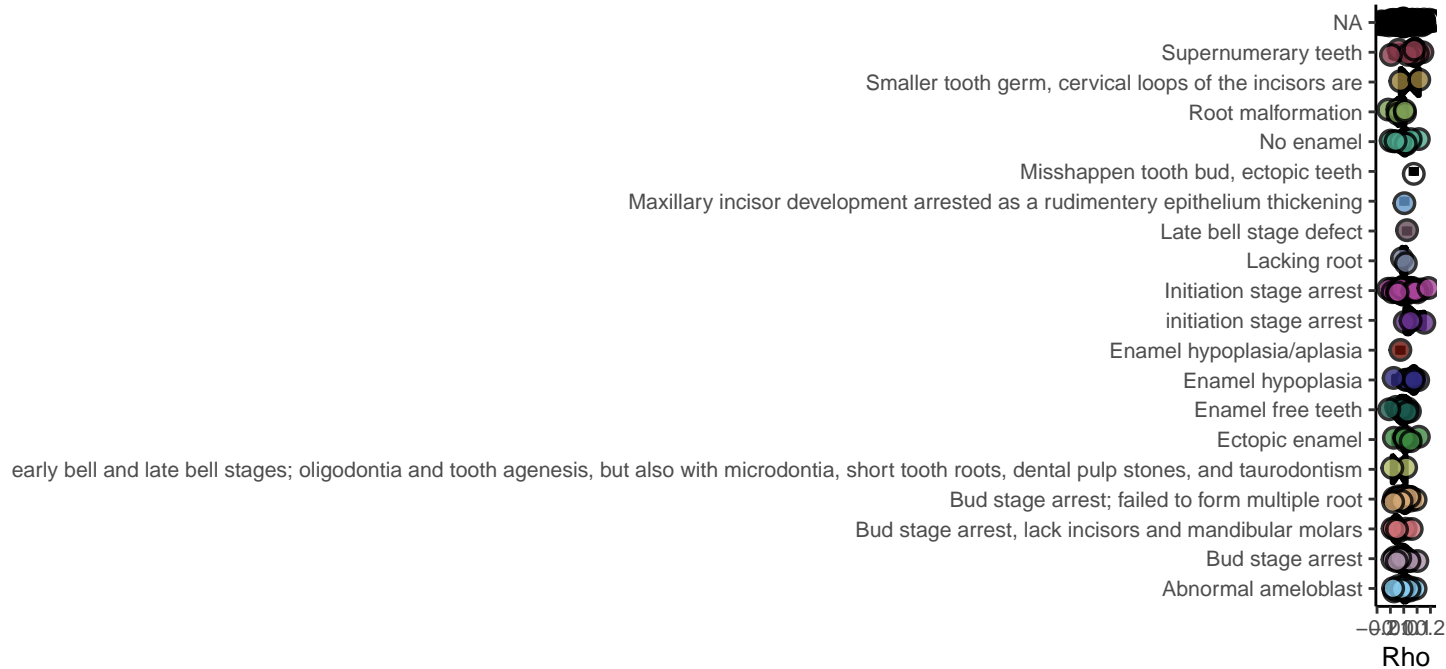 NA
Supernumerary teeth
Smaller tooth germ, cervical loops of the incisors are
Root malformation
No enamel
Misshappen tooth bud, ectopic teeth
Maxillary incisor development arrested as a rudimentery epithelium thickening
Late bell stage defect
Lacking root
Initiation stage arrest
initiation stage arrest
Enamel hypoplasia/aplasia
Enamel hypoplasia
Enamel free teeth
Ectopic enamel
early bell and late bell stages; oligodontia and tooth agenesis, but also with microdontia, short tooth roots, dental pulp stones, and taurodontism
Bud stage arrest; failed to form multiple root
Bud stage arrest, lack incisors and mandibular molars
Bud stage arrest
Abnormal ameloblast
Rho